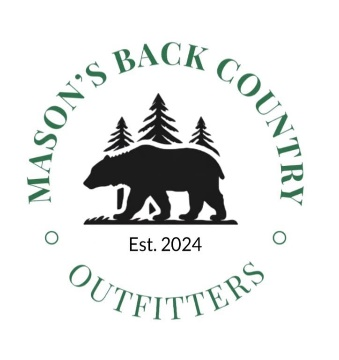 MASON'S BACK COUNTRY
Est. 2024
OUTFITTERS